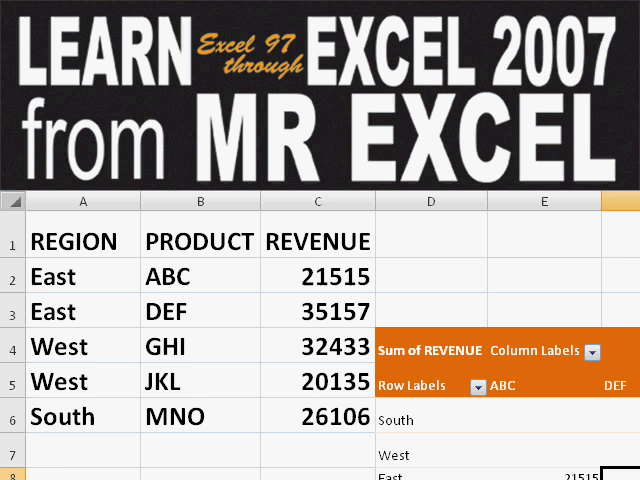 LEARN Excel 97 through EXCEL 2007
from MR EXCEL
A B C D E
1 REGION PRODUCT REVENUE
2 East ABC 21515
3 East DEF 35157
4 West GHI 32433 Sum of REVENUE Column Labels
5 West JKL 20135 Row Labels ABC DEF
6 South MNO 26106 South
7 West
8 East 21515